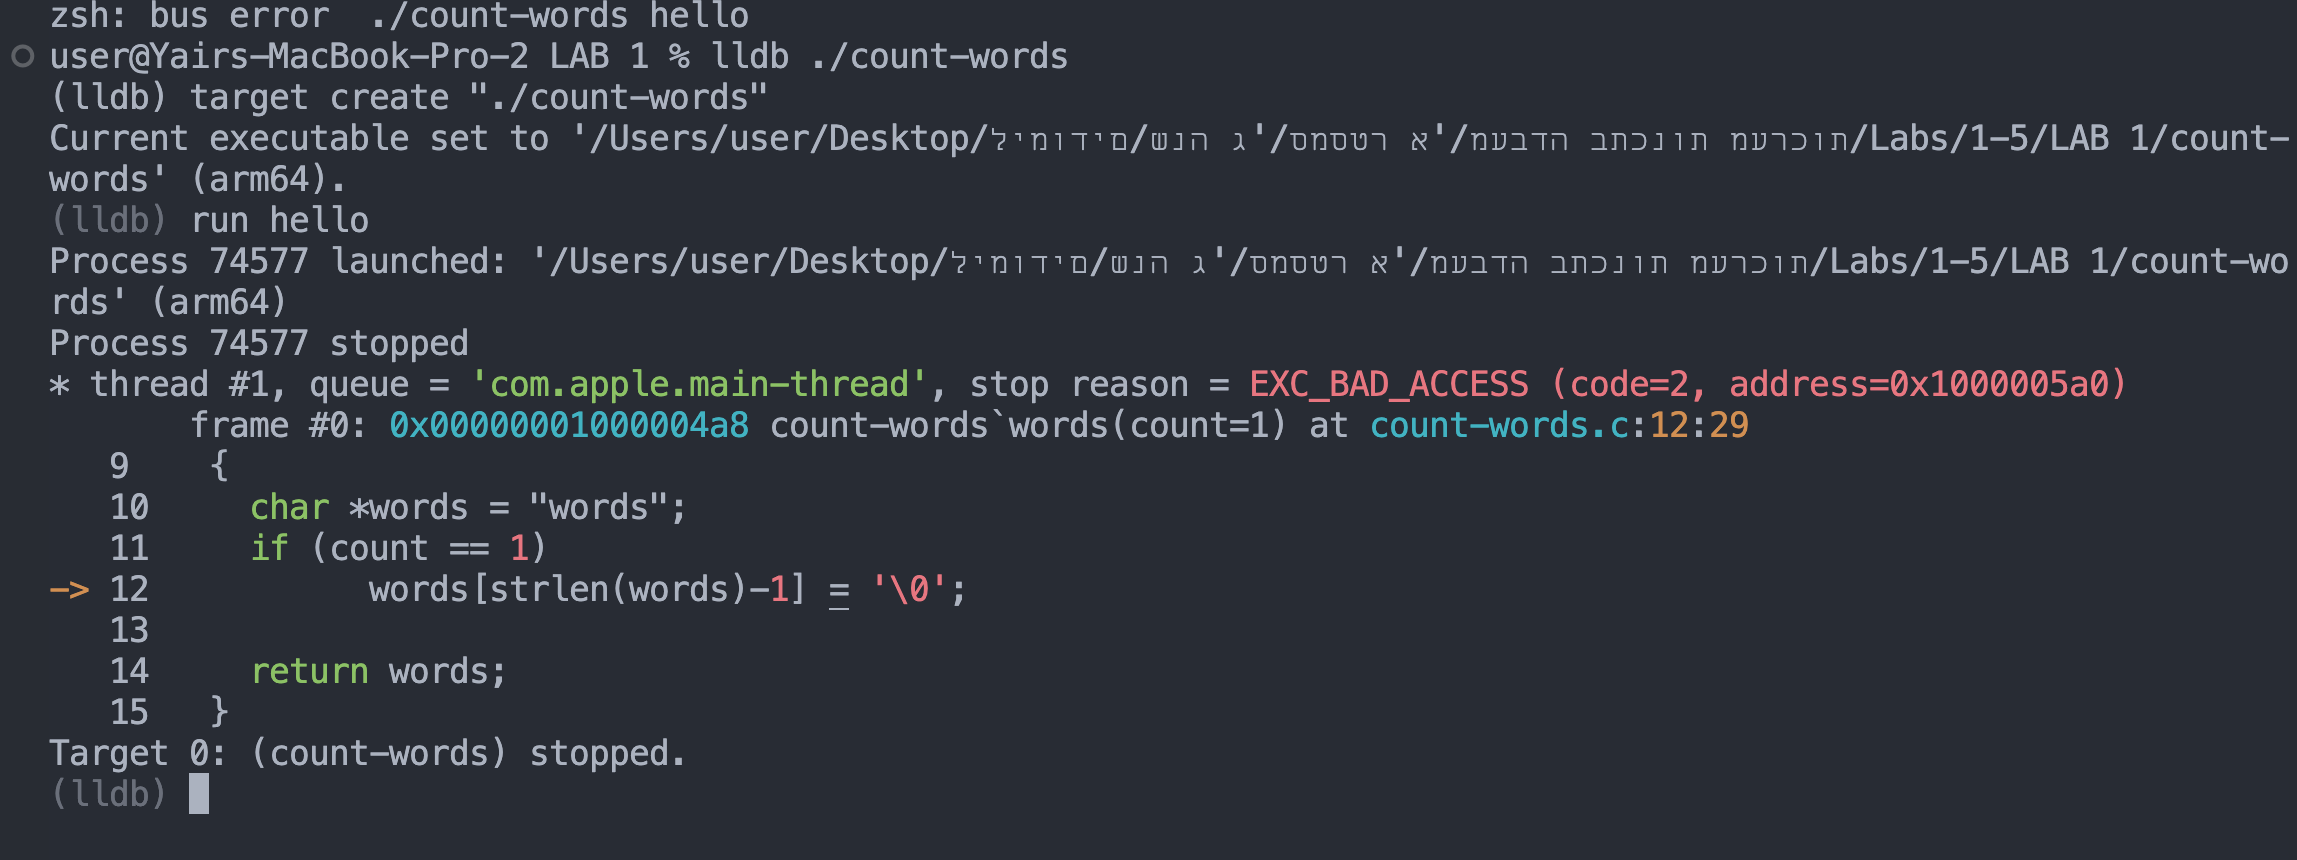 zsh: bus error  ./count-words hello
user@Yairs-MacBook-Pro-2 LAB 1 % lldb ./count-words
(lldb) target create "./count-words"
Current executable set to '/Users/user/Desktop/לימודים/שנה ג'/סמסטר א'/מעבדה בתכנות מערכות/Labs/1-5/LAB 1/count-
words' (arm64).
(lldb) run hello
Process 74577 launched: '/Users/user/Desktop/לימודים/שנה ג'/סמסטר א'/מעבדה בתכנות מערכות/Labs/1-5/LAB 1/count-wo
rds' (arm64)
Process 74577 stopped
* thread #1, queue = 'com.apple.main-thread', stop reason = EXC_BAD_ACCESS (code=2, address=0x1000005a0)
frame #0: 0x00000001000004a8 count-words`words(count=1) at count-words.c:12:29
9    {
10     char *words = "words";
11     if (count == 1)
-> 12           words[strlen(words)-1] = '\0';
13
14     return words;
15   }
Target 0: (count-words) stopped.
(lldb)